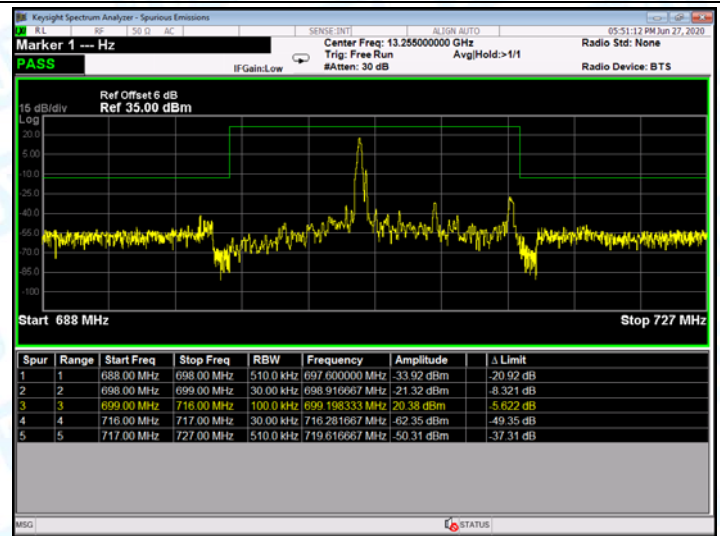 Keysight Spectrum Analyzer - Spurious Emissions
RL RF 50 Ω AC SENSE:INT ALIGN AUTO 05:51:12 PM Jun 27, 2020
Marker 1 --- Hz Center Freq: 13.255000000 GHz Radio Std: None
Trig: Free Run Avg|Hold:>1/1
PASS IFGain:Low #Atten: 30 dB Radio Device: BTS
Ref Offset 6 dB
15 dB/div Ref 35.00 dBm
Log
20.0
5.00
-10.0
-25.0
-40.0
-55.0
-70.0
-85.0
-100
Start 688 MHz Stop 727 MHz
Spur Range Start Freq Stop Freq RBW Frequency Amplitude Δ Limit
1 1 688.00 MHz 698.00 MHz 510.0 kHz 697.600000 MHz -33.92 dBm -20.92 dB
2 2 698.00 MHz 699.00 MHz 30.00 kHz 698.916667 MHz -21.32 dBm -8.321 dB
3 3 699.00 MHz 716.00 MHz 100.0 kHz 699.198333 MHz 20.38 dBm -5.622 dB
4 4 716.00 MHz 717.00 MHz 30.00 kHz 716.281667 MHz -62.35 dBm -49.35 dB
5 5 717.00 MHz 727.00 MHz 510.0 kHz 719.616667 MHz -50.31 dBm -37.31 dB
MSG STATUS